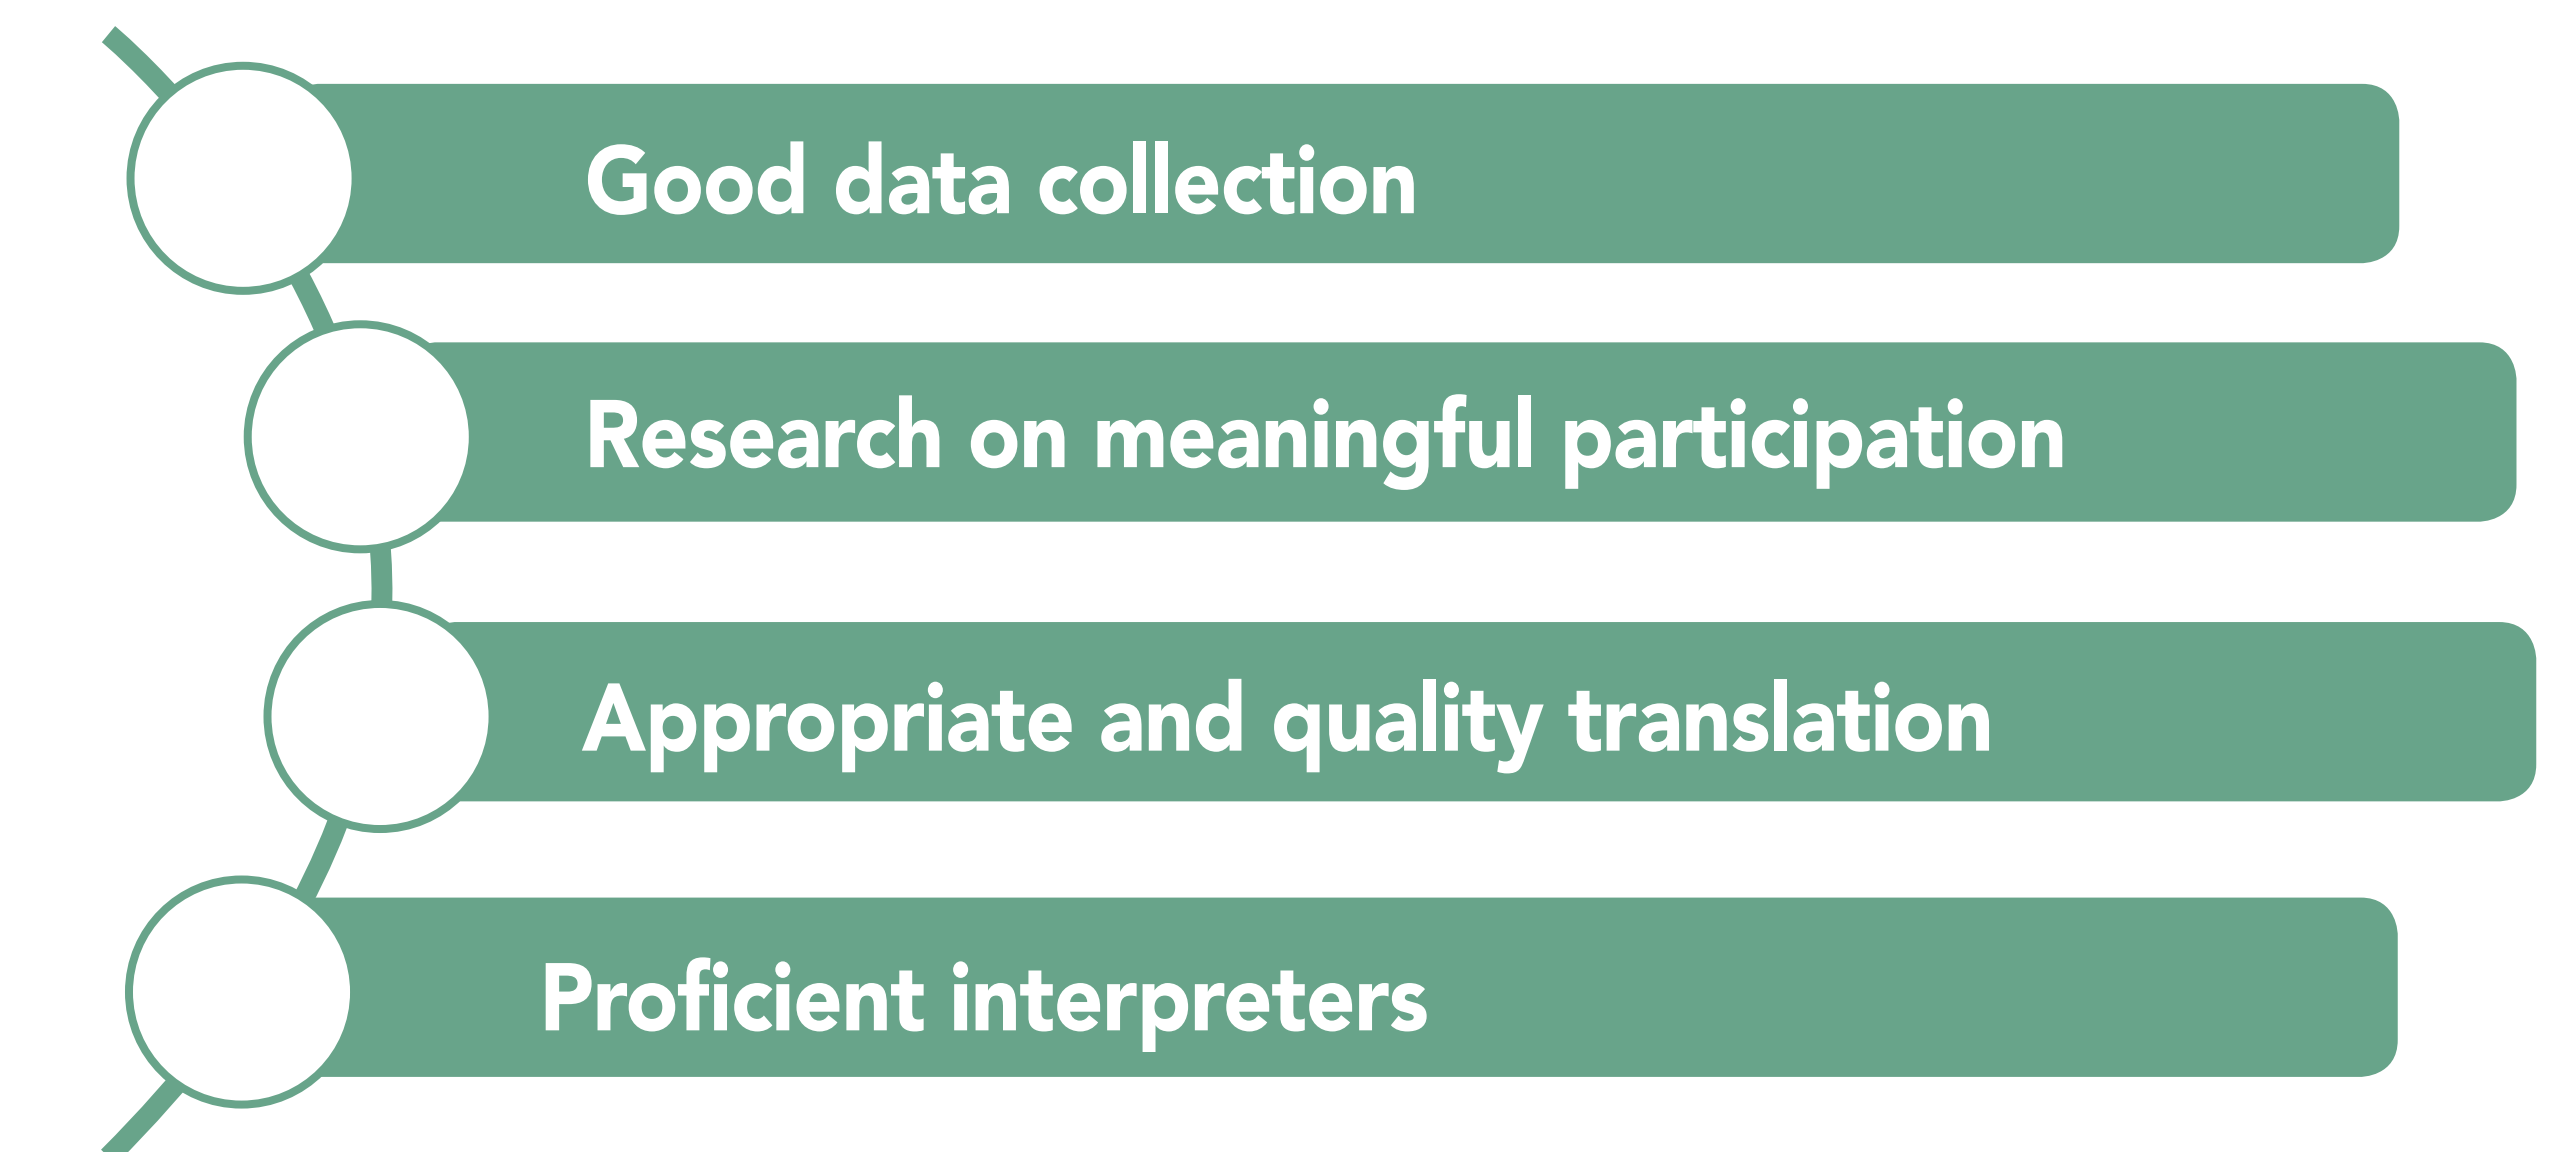 Good data collection
Research on meaningful participation
Appropriate and quality translation
Proficient interpreters